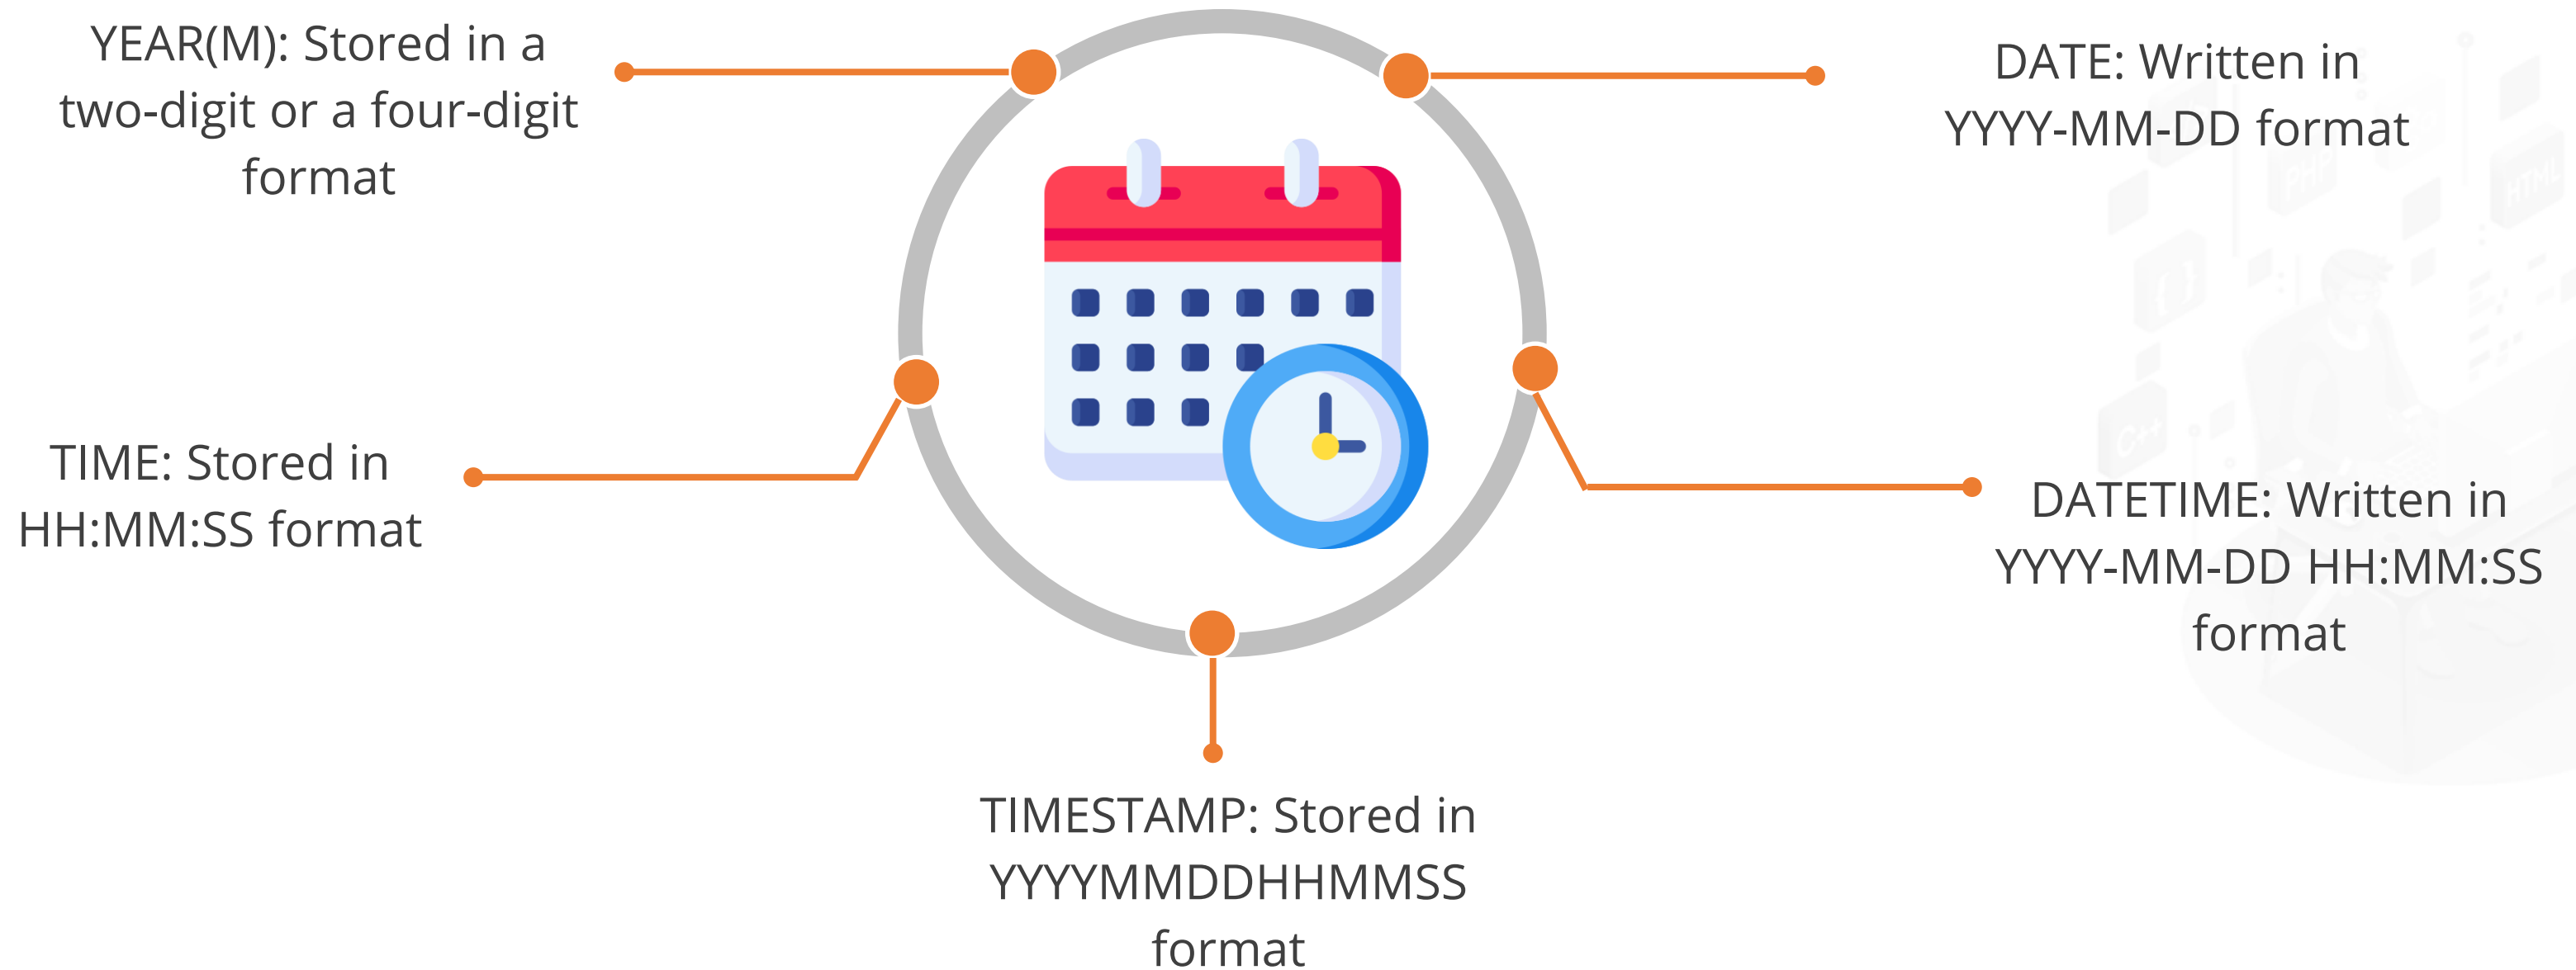 YEAR(M): Stored in a
two-digit or a four-digit
format
DATE: Written in
YYYY-MM-DD format
PHP
HTML
{ }
C++
TIME: Stored in
HH:MM:SS format
DATETIME: Written in
YYYY-MM-DD HH:MM:SS
format
TIMESTAMP: Stored in
YYYYMMDDHHMMSS
format